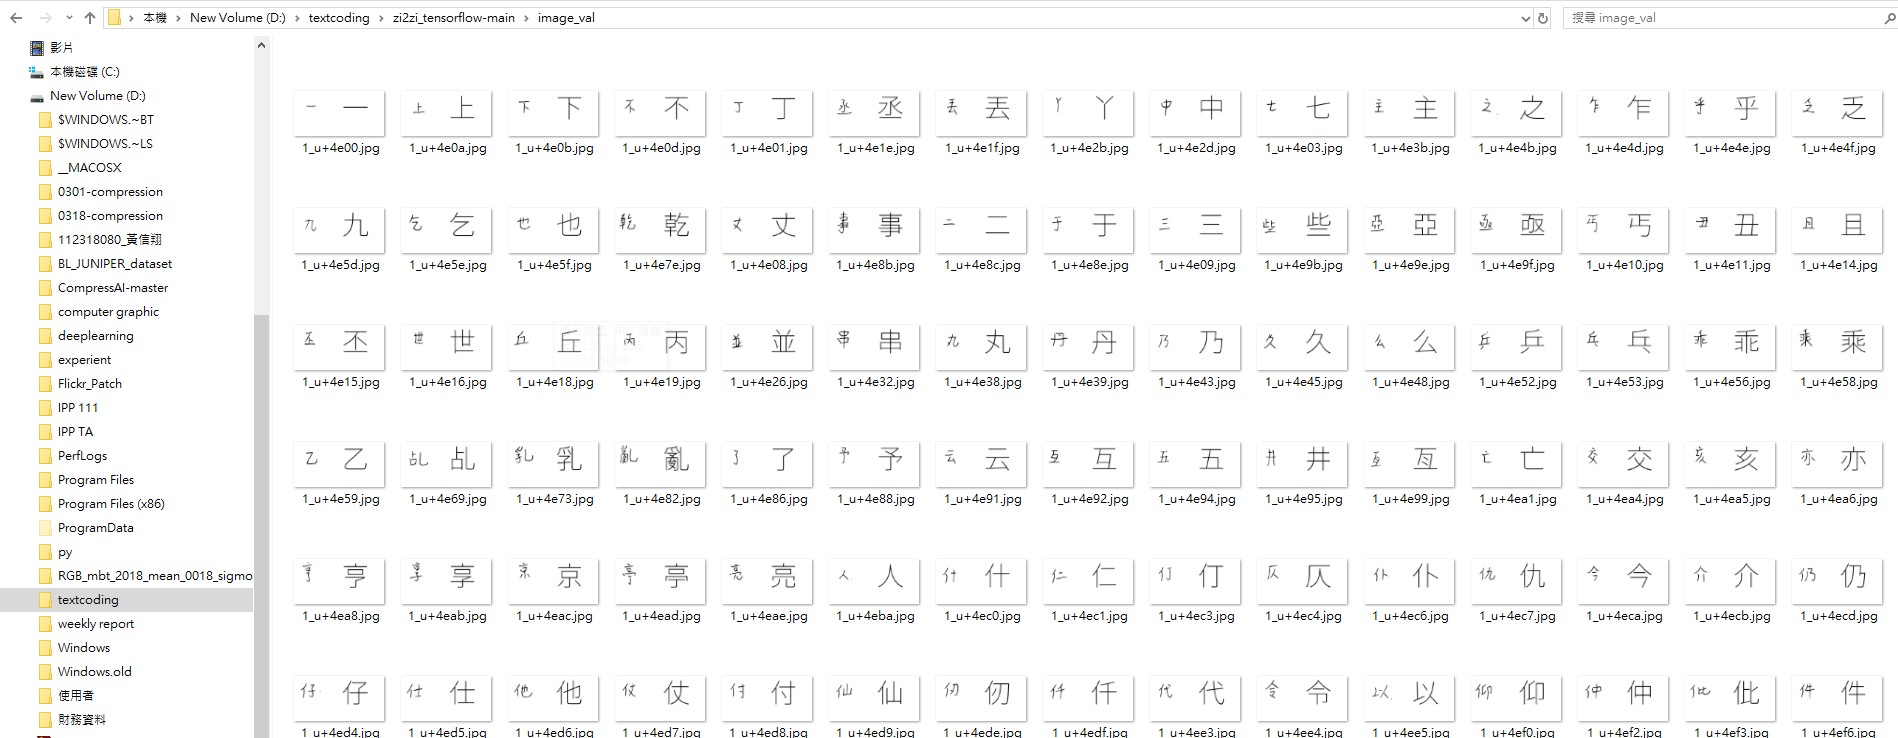 本機 › New Volume (D:) › textcoding › zi2zi_tensorflow-main › image_val
搜尋 image_val
影片
本機磁碟 (C:)
New Volume (D:)
$WINDOWS.~BT
$WINDOWS.~LS
__MACOSX
0301-compression
0318-compression
112318080_黃信翔
BL_JUNIPER_dataset
CompressAI-master
computer graphic
deeplearning
experient
Flickr_Patch
IPP 111
IPP TA
PerfLogs
Program Files
Program Files (x86)
ProgramData
py
RGB_mbt_2018_mean_0018_sigmo
textcoding
weekly report
Windows
Windows.old
使用者
財務資料
一 一 上 上 下 下 不 不 丁 丁 丞 丞 丟 丟 丫 丫 中 中 七 七 主 主 之 之 乍 乍 乎 乎 乏 乏
1_u+4e00.jpg 1_u+4e0a.jpg 1_u+4e0b.jpg 1_u+4e0d.jpg 1_u+4e01.jpg 1_u+4e1e.jpg 1_u+4e1f.jpg 1_u+4e2b.jpg 1_u+4e2d.jpg 1_u+4e03.jpg 1_u+4e3b.jpg 1_u+4e4b.jpg 1_u+4e4d.jpg 1_u+4e4e.jpg 1_u+4e4f.jpg
九 九 乞 乞 也 也 乾 乾 丈 丈 事 事 二 二 于 于 三 三 些 些 亞 亞 亟 亟 丐 丐 丑 丑 且 且
1_u+4e5d.jpg 1_u+4e5e.jpg 1_u+4e5f.jpg 1_u+4e7e.jpg 1_u+4e08.jpg 1_u+4e8b.jpg 1_u+4e8c.jpg 1_u+4e8e.jpg 1_u+4e09.jpg 1_u+4e9b.jpg 1_u+4e9e.jpg 1_u+4e9f.jpg 1_u+4e10.jpg 1_u+4e11.jpg 1_u+4e14.jpg
丕 丕 世 世 丘 丘 丙 丙 並 並 串 串 丸 丸 丹 丹 乃 乃 久 久 么 么 乒 乒 乓 乓 乖 乖 乘 乘
1_u+4e15.jpg 1_u+4e16.jpg 1_u+4e18.jpg 1_u+4e19.jpg 1_u+4e26.jpg 1_u+4e32.jpg 1_u+4e38.jpg 1_u+4e39.jpg 1_u+4e43.jpg 1_u+4e45.jpg 1_u+4e48.jpg 1_u+4e52.jpg 1_u+4e53.jpg 1_u+4e56.jpg 1_u+4e58.jpg
乙 乙 乩 乩 乳 乳 亂 亂 了 了 予 予 云 云 互 互 五 五 井 井 亙 亙 亡 亡 交 交 亥 亥 亦 亦
1_u+4e59.jpg 1_u+4e69.jpg 1_u+4e73.jpg 1_u+4e82.jpg 1_u+4e86.jpg 1_u+4e88.jpg 1_u+4e91.jpg 1_u+4e92.jpg 1_u+4e94.jpg 1_u+4e95.jpg 1_u+4e99.jpg 1_u+4ea1.jpg 1_u+4ea4.jpg 1_u+4ea5.jpg 1_u+4ea6.jpg
亨 亨 享 享 京 京 亭 亭 亮 亮 人 人 什 什 仁 仁 仃 仃 仄 仄 仆 仆 仇 仇 今 今 介 介 仍 仍
1_u+4ea8.jpg 1_u+4eab.jpg 1_u+4eac.jpg 1_u+4ead.jpg 1_u+4eae.jpg 1_u+4eba.jpg 1_u+4ec0.jpg 1_u+4ec1.jpg 1_u+4ec3.jpg 1_u+4ec4.jpg 1_u+4ec6.jpg 1_u+4ec7.jpg 1_u+4eca.jpg 1_u+4ecb.jpg 1_u+4ecd.jpg
仔 仔 仕 仕 他 他 仗 仗 付 付 仙 仙 仞 仞 仟 仟 代 代 令 令 以 以 仰 仰 仲 仲 仳 仳 件 件
1_u+4ed4.jpg 1_u+4ed5.jpg 1_u+4ed6.jpg 1_u+4ed7.jpg 1_u+4ed8.jpg 1_u+4ed9.jpg 1_u+4ede.jpg 1_u+4edf.jpg 1_u+4ee3.jpg 1_u+4ee4.jpg 1_u+4ee5.jpg 1_u+4ef0.jpg 1_u+4ef2.jpg 1_u+4ef3.jpg 1_u+4ef6.jpg